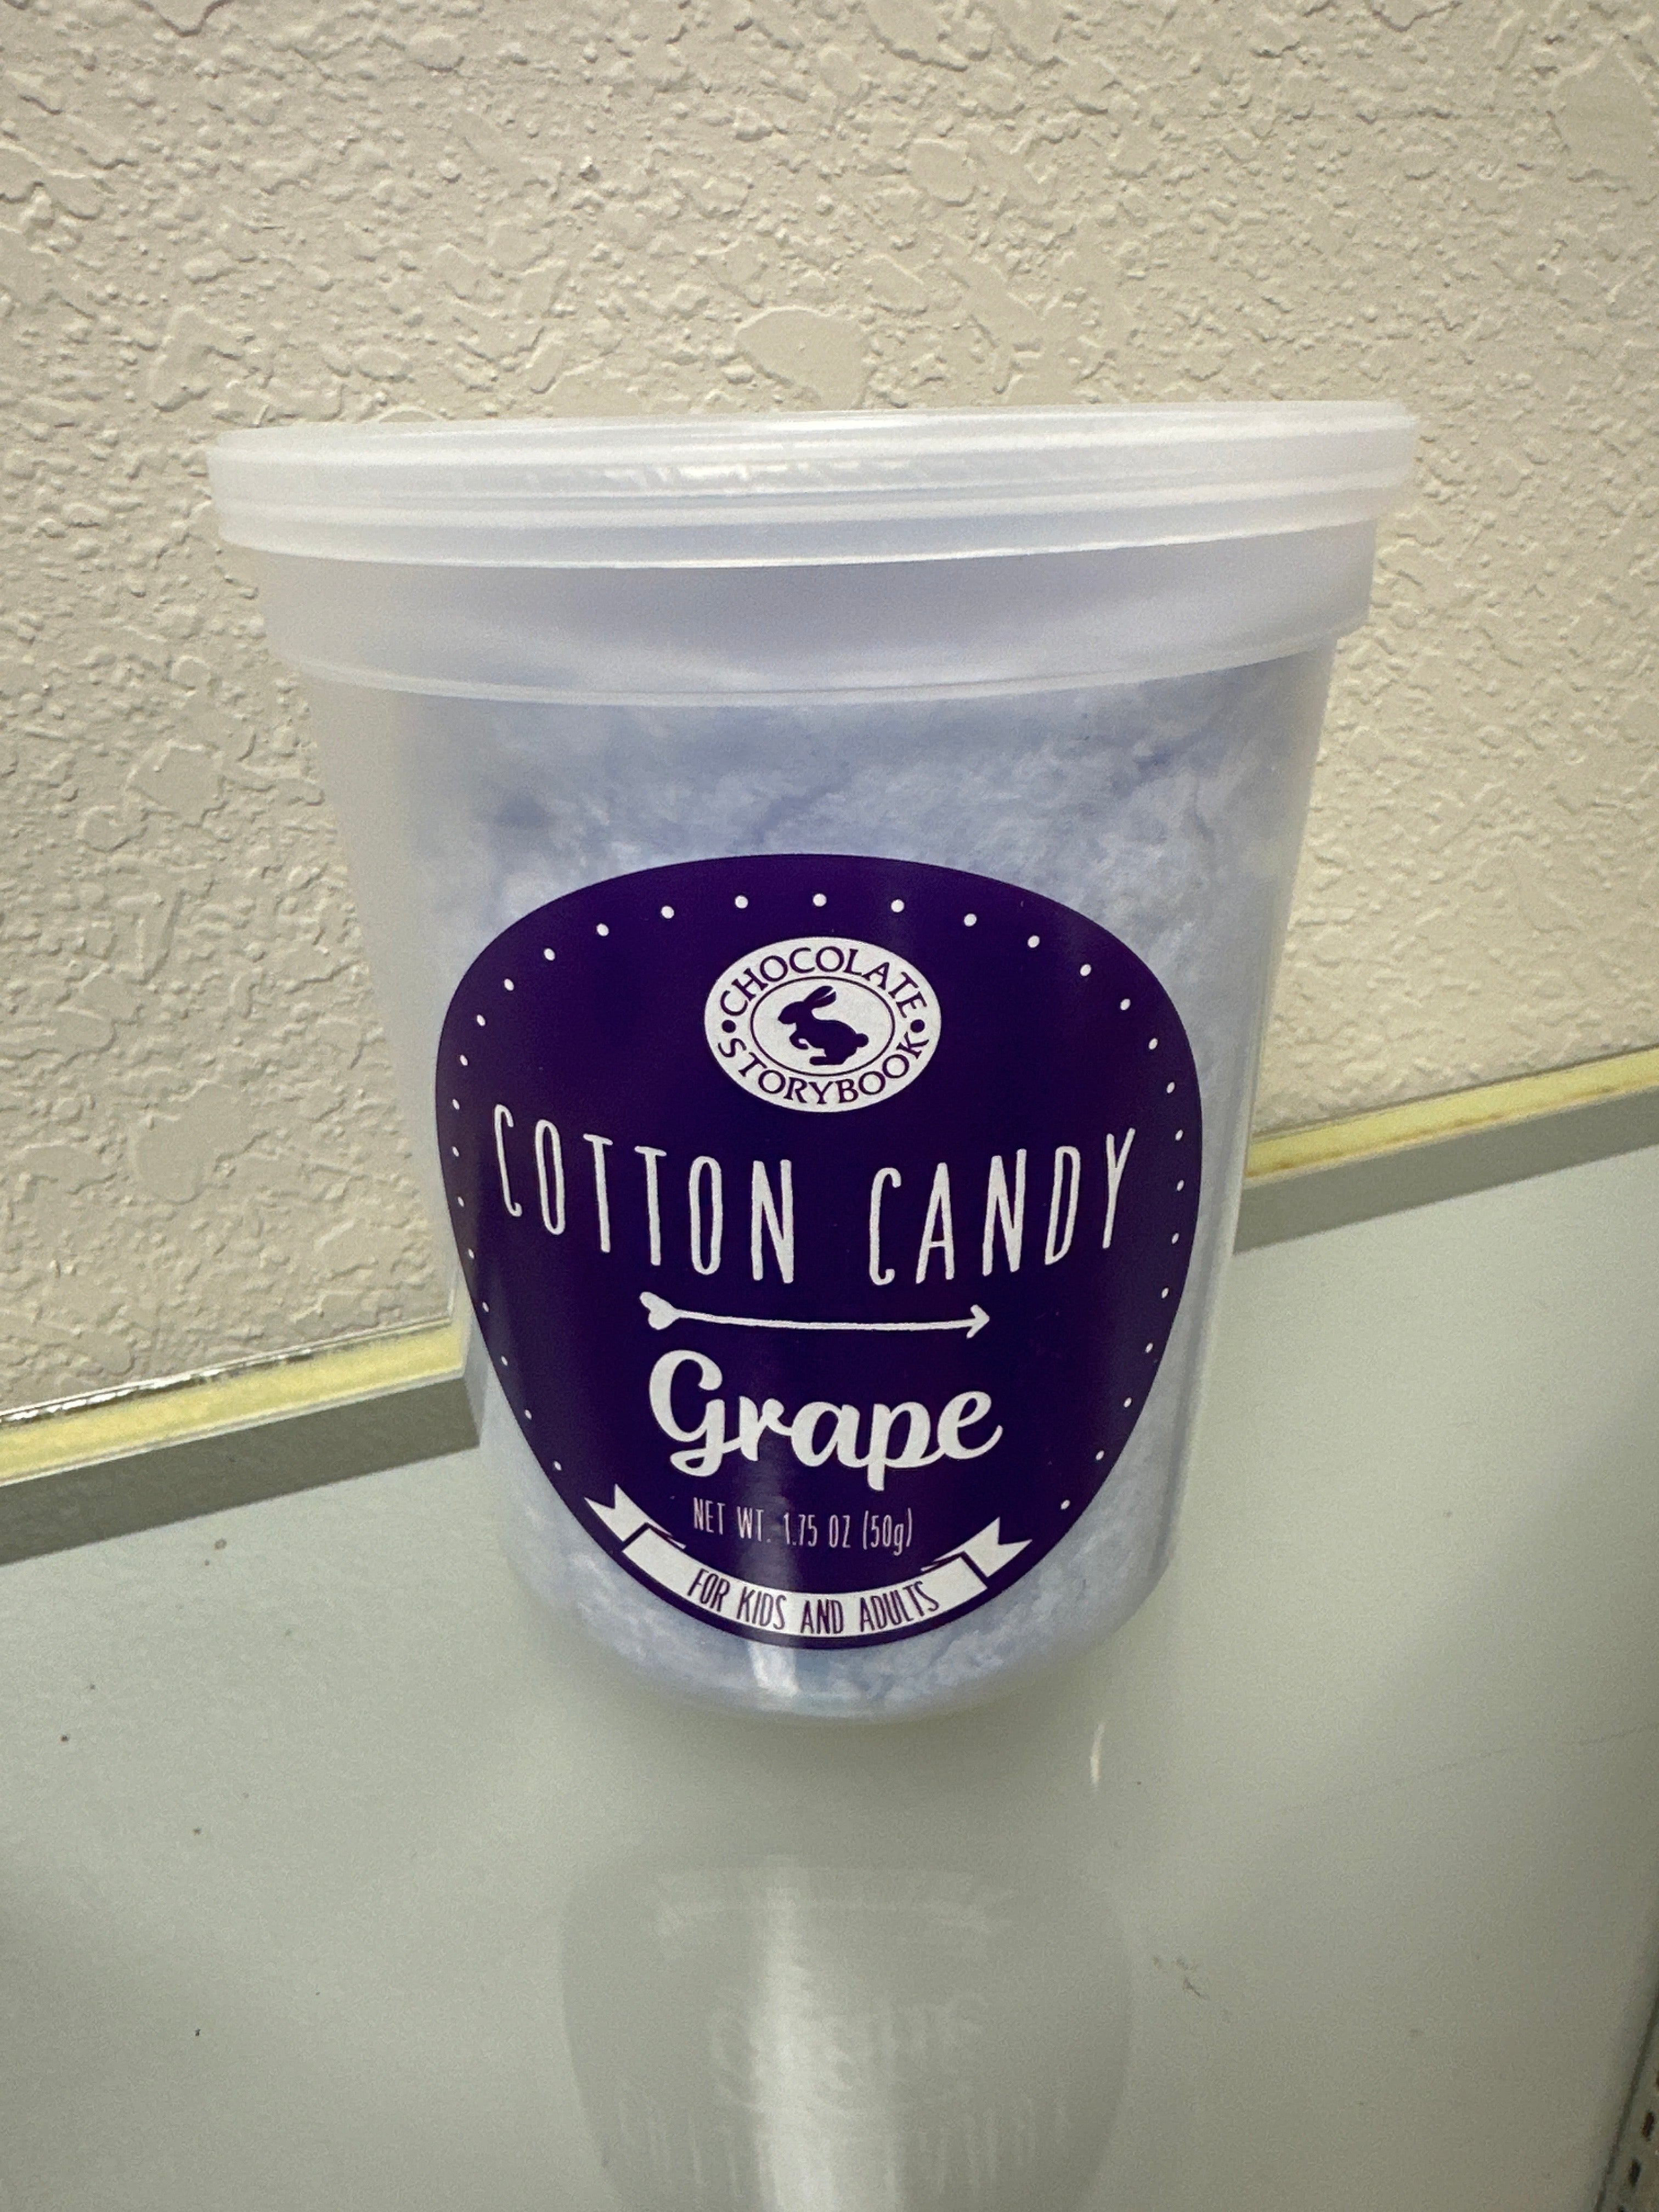 CHOCOLATE
STORYBOOK
COTTON CANDY
Grape
NET WT. 1.75 OZ (50g)
FOR KIDS AND ADULTS